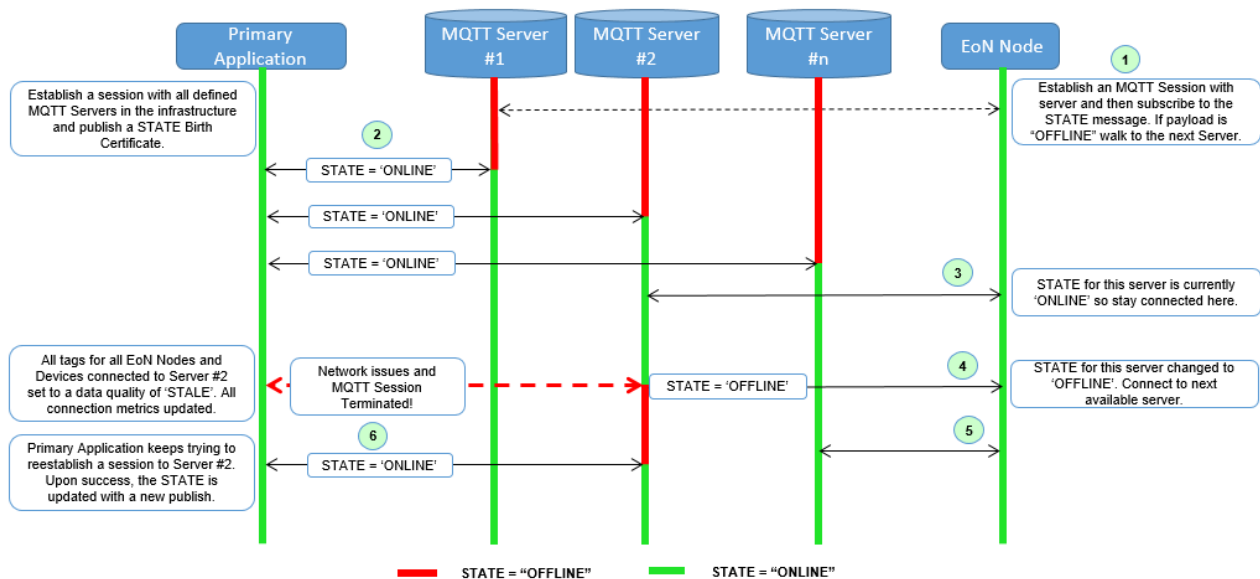 Primary
Application
MQTT Server
#1
MQTT Server
#2
MQTT Server
#n
EoN Node
1
Establish a session with all defined
MQTT Servers in the infrastructure
and publish a STATE Birth
Certificate.
Establish an MQTT Session with
server and then subscribe to the
STATE message. If payload is
“OFFLINE” walk to the next Server.
2
STATE = ‘ONLINE’
STATE = ‘ONLINE’
STATE = ‘ONLINE’
3
STATE for this server is currently
‘ONLINE’ so stay connected here.
All tags for all EoN Nodes and
Devices connected to Server #2
set to a data quality of ‘STALE’. All
connection metrics updated.
Network issues and
MQTT Session
Terminated!
STATE = ‘OFFLINE’
4
STATE for this server changed to
‘OFFLINE’. Connect to next
available server.
5
6
Primary Application keeps trying to
reestablish a session to Server #2.
Upon success, the STATE is
updated with a new publish.
STATE = ‘ONLINE’
STATE = “OFFLINE”
STATE = “ONLINE”